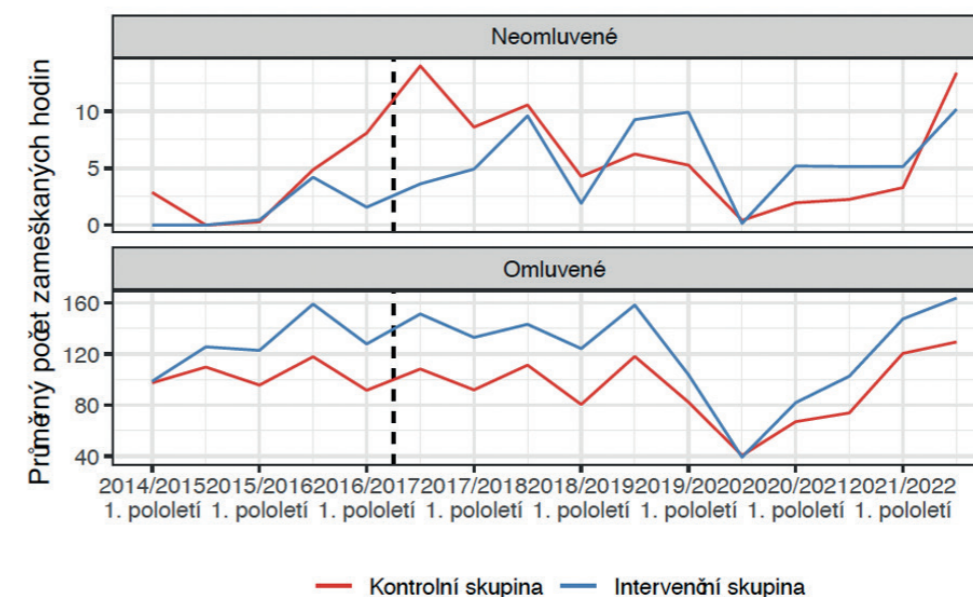 Průměrný počet zameškaných hodin
Neomluvené
10
5
0
Omluvené
160
120
80
40
2014/2015 2015/2016 2016/2017 2017/2018 2018/2019 2019/2020 2020/2021 2021/2022
1. pololetí 1. pololetí 1. pololetí 1. pololetí 1. pololetí 1. pololetí 1. pololetí 1. pololetí
Kontrolní skupina Intervenční skupina